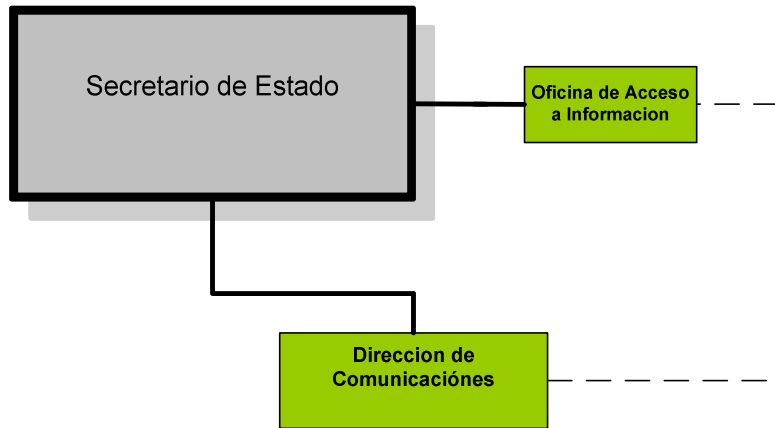 Secretario de Estado
Oficina de Acceso
a Informacion
Direccion de
Comunicaciónes